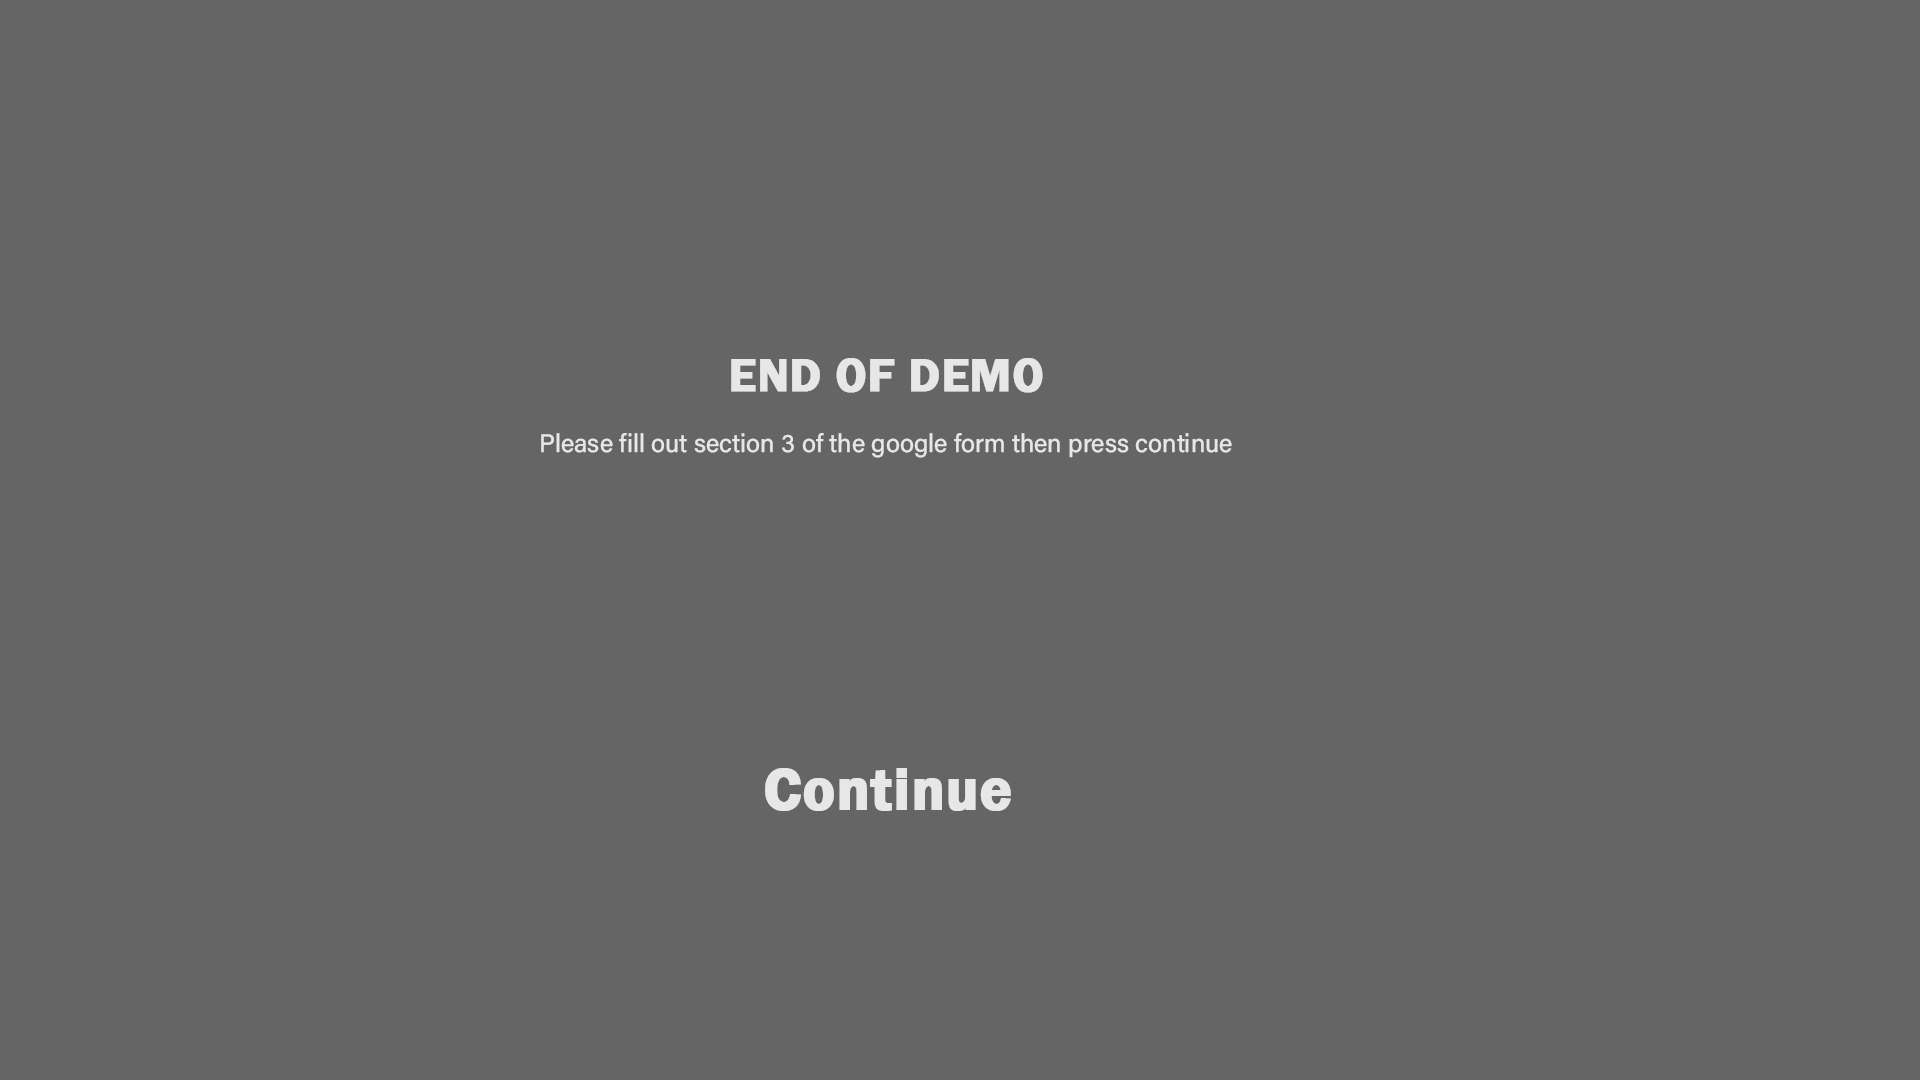 END OF DEMO
Please fill out section 3 of the google form then press continue
Continue